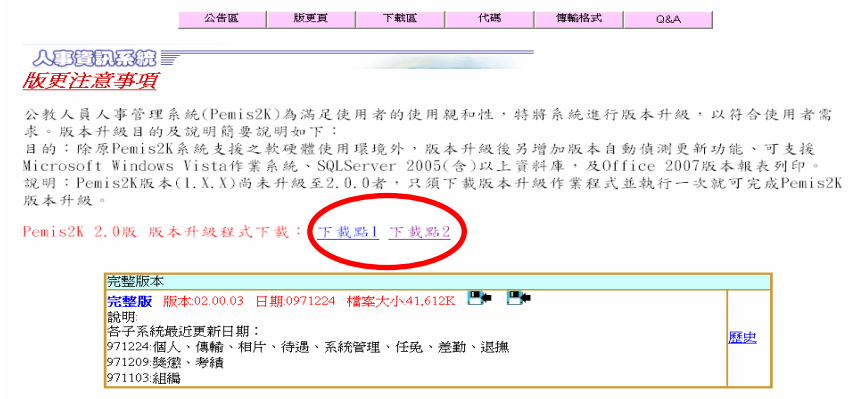 公告區 版更頁 下載區 代碼 傳輸格式 Q&A
人事資訊系統
版更注意事項
公教人員人事管理系統(Pemis2K)為滿足使用者的使用親和性，特將系統進行版本升級，以符合使用者需
求。版本升級目的及說明簡要說明如下：
目的：除原Pemis2K系統支援之軟硬體使用環境外，版本升級後另增加版本自動偵測更新功能、可支援
Microsoft Windows Vista作業系統、SQLServer 2005(含)以上資料庫，及Office 2007版本報表列印。
說明：Pemis2K版本(1.X.X)尚未升級至2.0.0者，只須下載版本升級作業程式並執行一次就可完成Pemis2K
版本升級。
Pemis2K 2.0版 版本升級程式下載： 下載點1 下載點2
完整版本
完整版 版本:02.00.03 日期:0971224 檔案大小:41,612K
說明:
各子系統最近更新日期：
971224:個人、傳輸、相片、待遇、系統管理、任免、差勤、退撫
971209:獎懲、考績
971103:組編
歷史